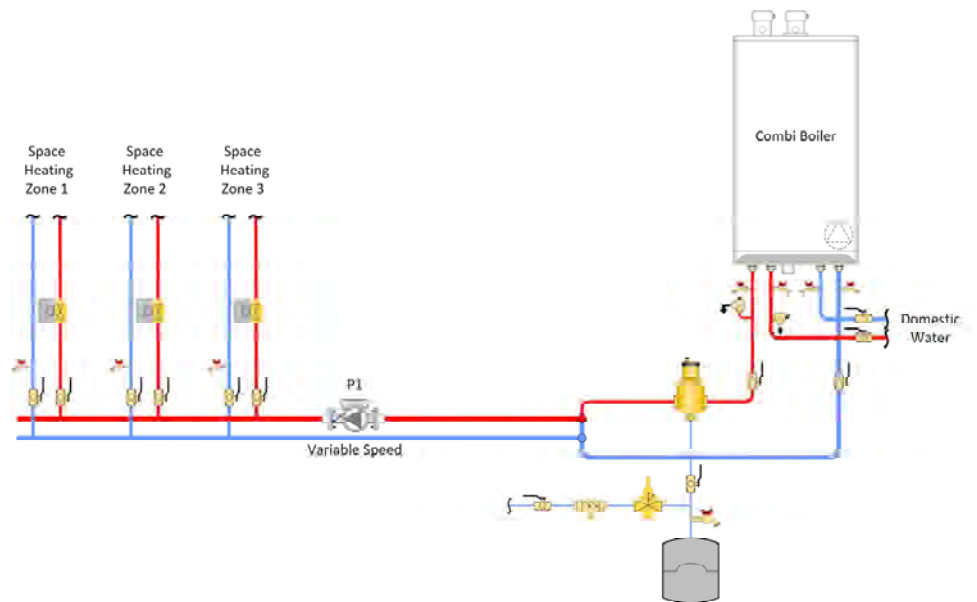 Combi Boiler
Space
Heating
Zone 1
Space
Heating
Zone 2
Space
Heating
Zone 3
Domestic
Water
P1
Variable Speed